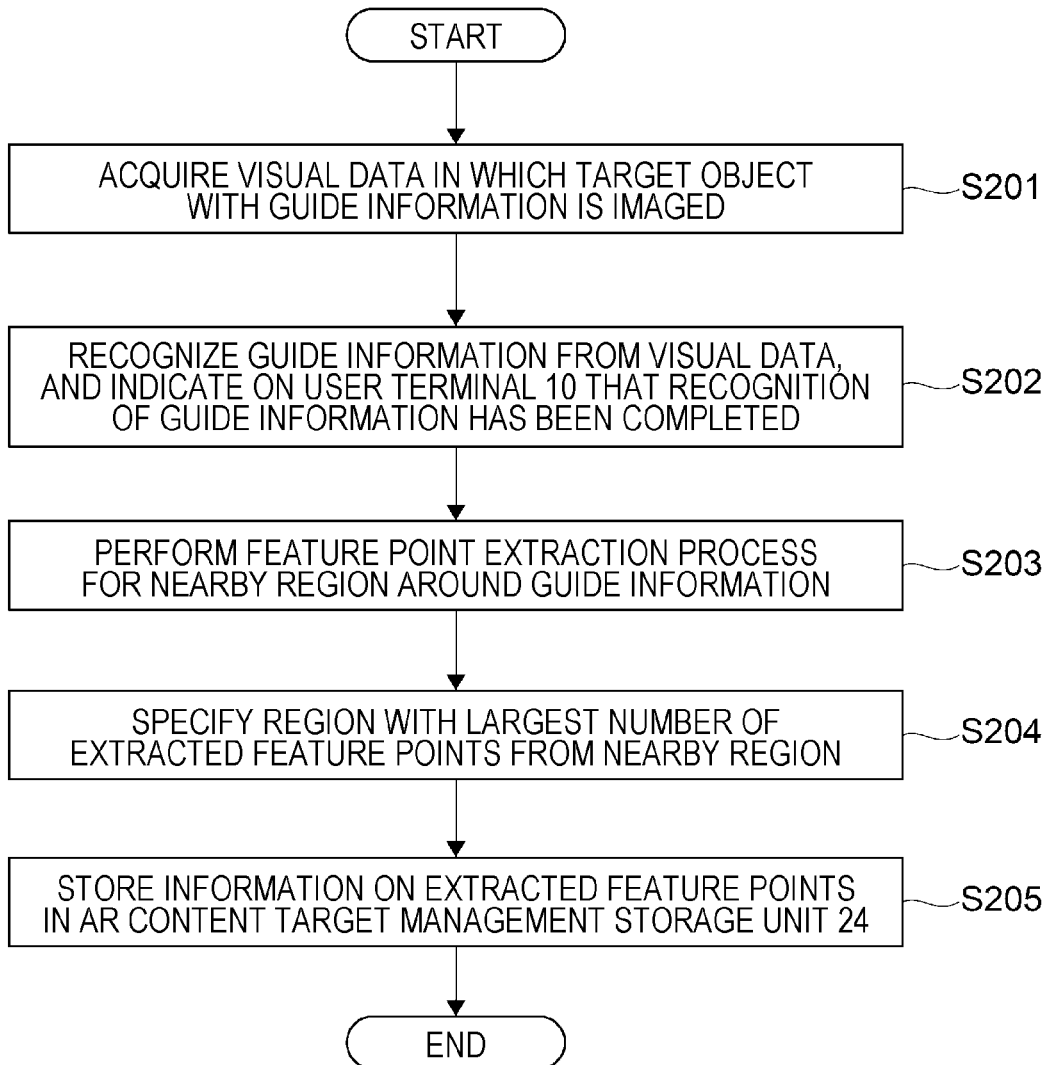 START
ACQUIRE VISUAL DATA IN WHICH TARGET OBJECT
WITH GUIDE INFORMATION IS IMAGED
S201
RECOGNIZE GUIDE INFORMATION FROM VISUAL DATA,
AND INDICATE ON USER TERMINAL 10 THAT RECOGNITION
OF GUIDE INFORMATION HAS BEEN COMPLETED
S202
PERFORM FEATURE POINT EXTRACTION PROCESS
FOR NEARBY REGION AROUND GUIDE INFORMATION
S203
SPECIFY REGION WITH LARGEST NUMBER OF
EXTRACTED FEATURE POINTS FROM NEARBY REGION
S204
STORE INFORMATION ON EXTRACTED FEATURE POINTS
IN AR CONTENT TARGET MANAGEMENT STORAGE UNIT 24
S205
END